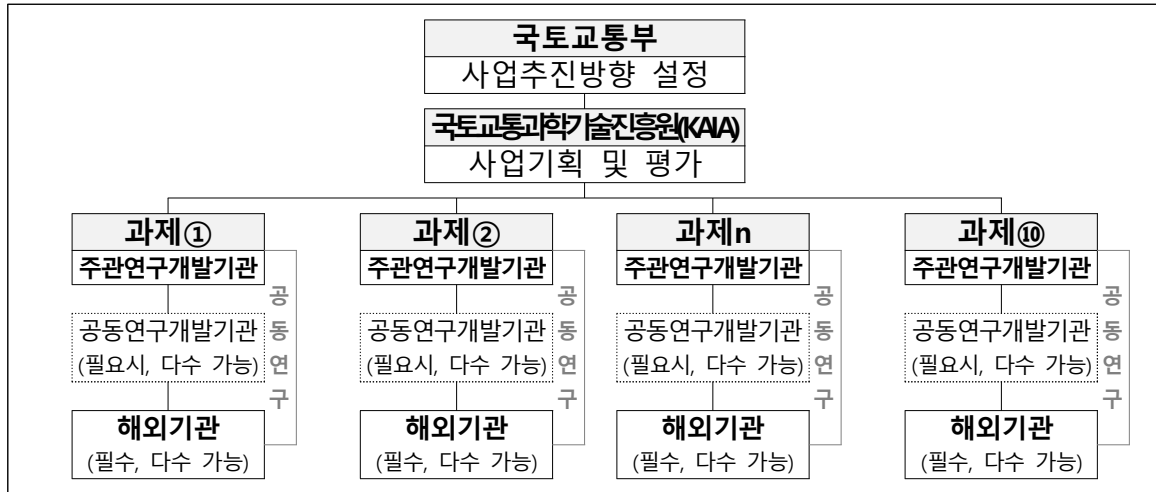 국토교통부
사업추진방향 설정
국토교통과학기술진흥원(KAIA)
사업기획 및 평가
과제①
주관연구개발기관
공동연구개발기관
(필요시, 다수 가능)
해외기관
(필수, 다수 가능)
공동연구
과제②
주관연구개발기관
공동연구개발기관
(필요시, 다수 가능)
해외기관
(필수, 다수 가능)
공동연구
과제n
주관연구개발기관
공동연구개발기관
(필요시, 다수 가능)
해외기관
(필수, 다수 가능)
공동연구
과제⑩
주관연구개발기관
공동연구개발기관
(필요시, 다수 가능)
해외기관
(필수, 다수 가능)
공동연구